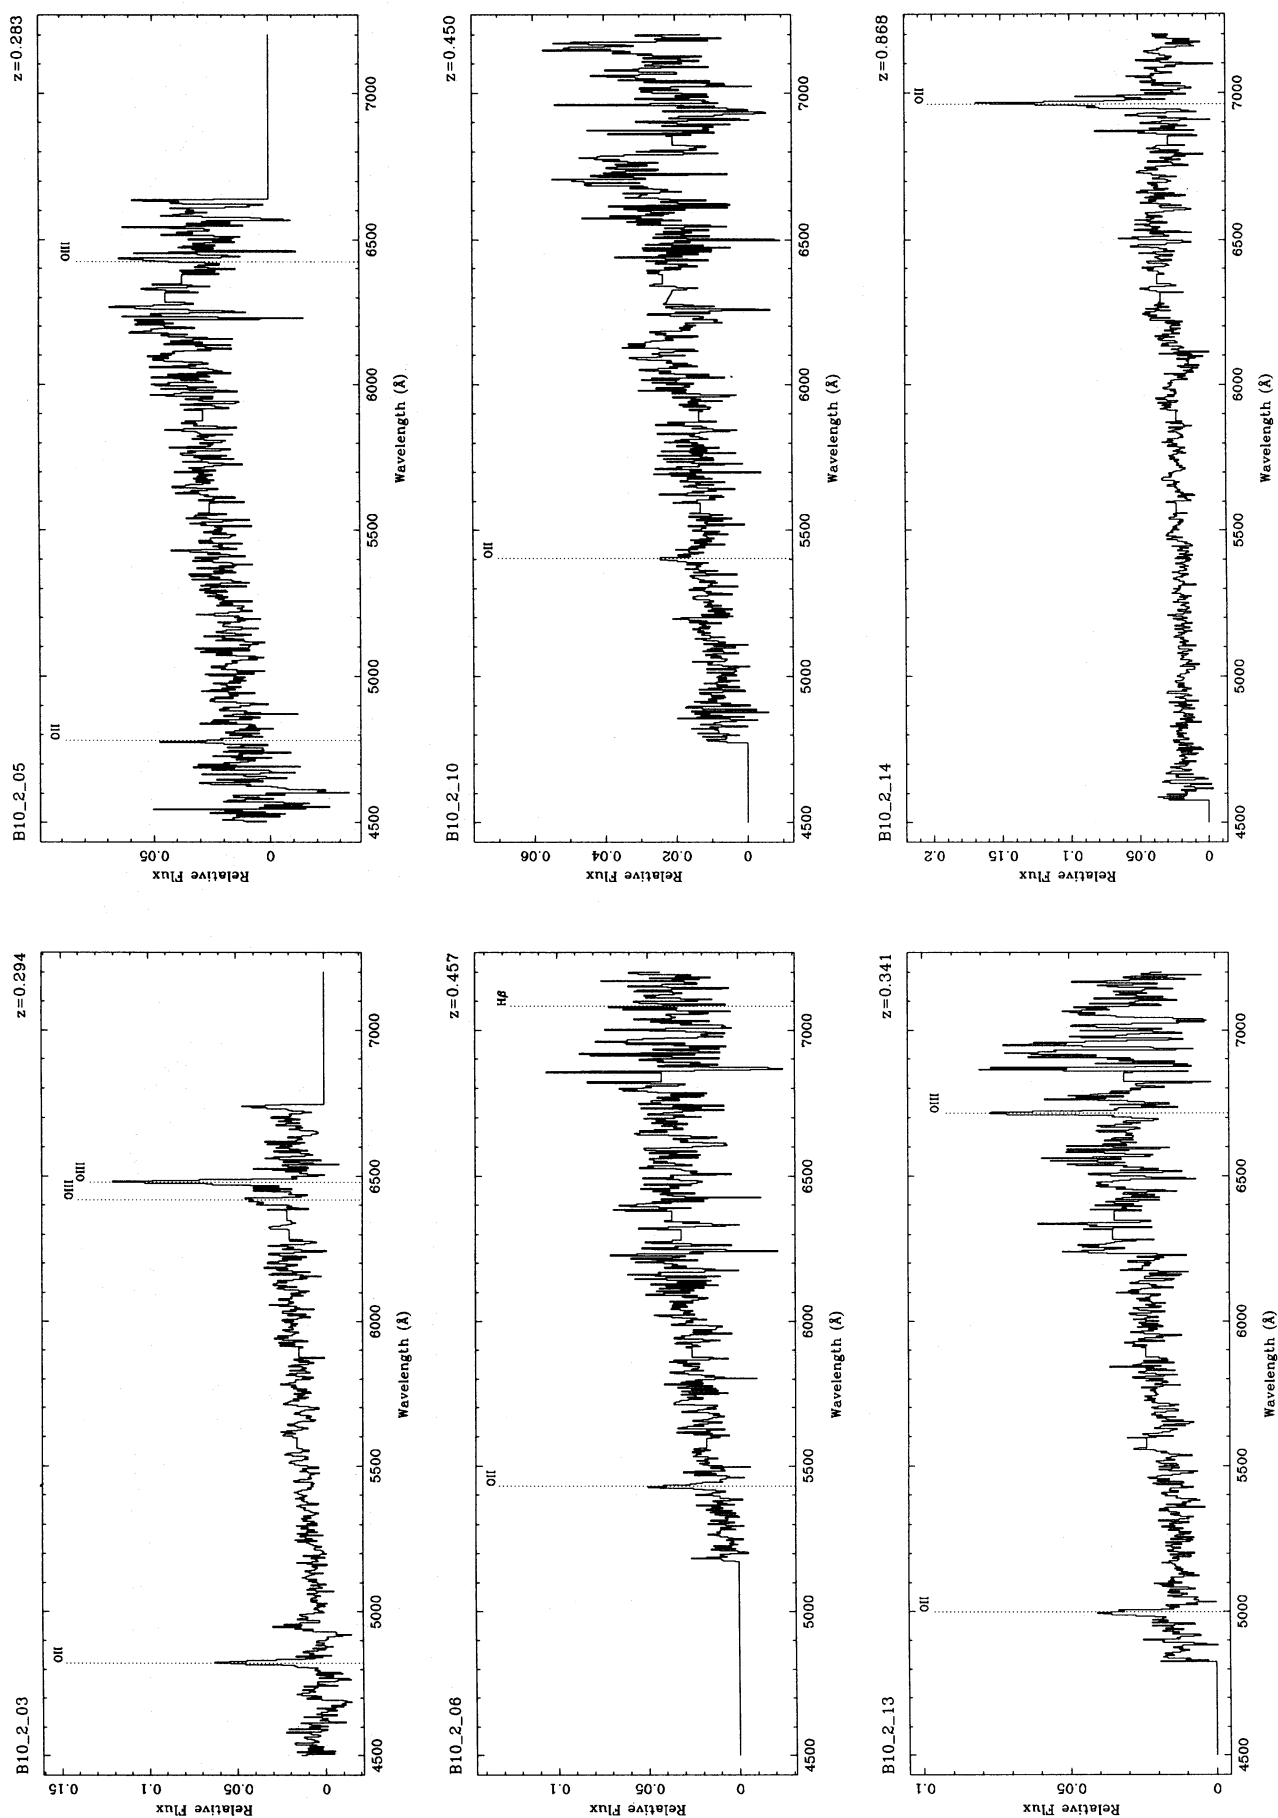 B10_2_03
z=0.294
OII
OIII
OIII
0.15
0.1
0.05
0
Relative Flux
4500
5000
5500
6000
6500
7000
Wavelength (Å)
B10_2_05
z=0.283
OII
OIII
0.05
0
Relative Flux
4500
5000
5500
6000
6500
7000
Wavelength (Å)
B10_2_06
z=0.457
OII
Hβ
0.1
0.05
0
Relative Flux
4500
5000
5500
6000
6500
7000
Wavelength (Å)
B10_2_10
z=0.450
OII
0.06
0.04
0.02
0
Relative Flux
4500
5000
5500
6000
6500
7000
Wavelength (Å)
B10_2_13
z=0.341
OII
OIII
0.1
0.05
0
Relative Flux
4500
5000
5500
6000
6500
7000
Wavelength (Å)
B10_2_14
z=0.868
OII
0.2
0.15
0.1
0.05
0
Relative Flux
4500
5000
5500
6000
6500
7000
Wavelength (Å)